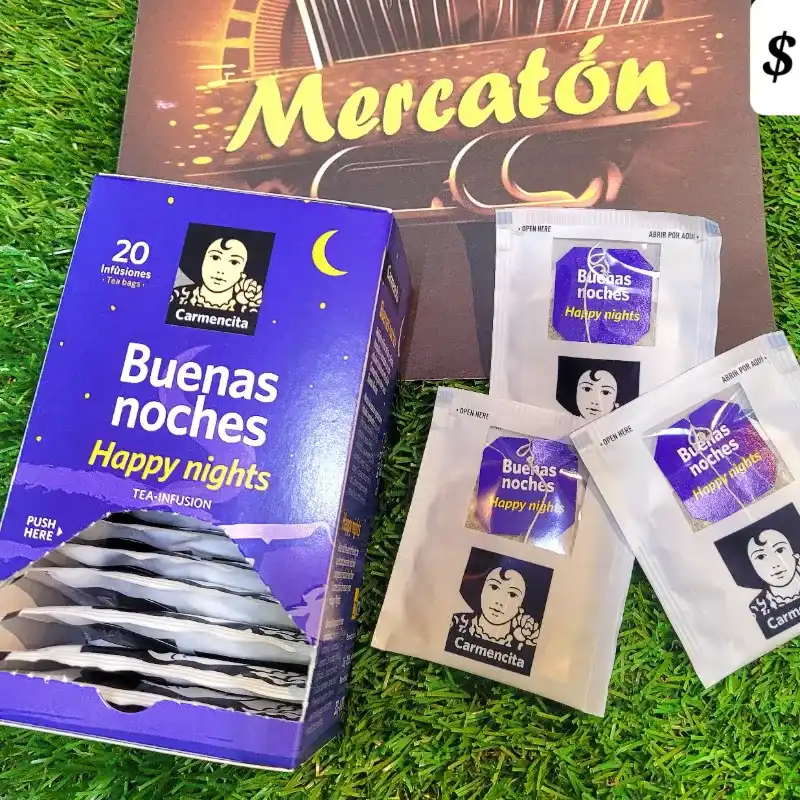 Mercatón
$
20
Infusiones
· Tea bags ·
Carmencita
Buenas
noches
Happy nights
TEA-INFUSION
PUSH
HERE
• OPEN HERE
ABRIR POR AQUÍ •
Buenas
noches
Happy nights
• OPEN HERE
Buenas
noches
Happy nights
Carmencita
ABRIR POR AQUÍ •
• OPEN HERE
Buenas
noches
Happy nights
Carm